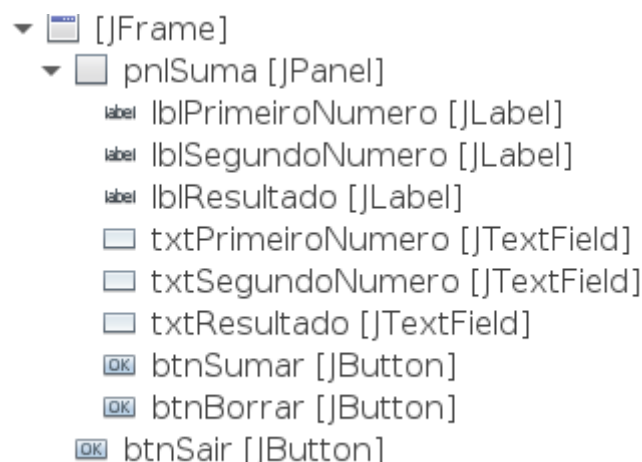 [JFrame]
pnlSuma [JPanel]
label lblPrimeiroNumero [JLabel]
label lblSegundoNumero [JLabel]
label lblResultado [JLabel]
txtPrimeiroNumero [JTextField]
txtSegundoNumero [JTextField]
txtResultado [JTextField]
OK btnSumar [JButton]
OK btnBorrar [JButton]
OK btnSair [JButton]